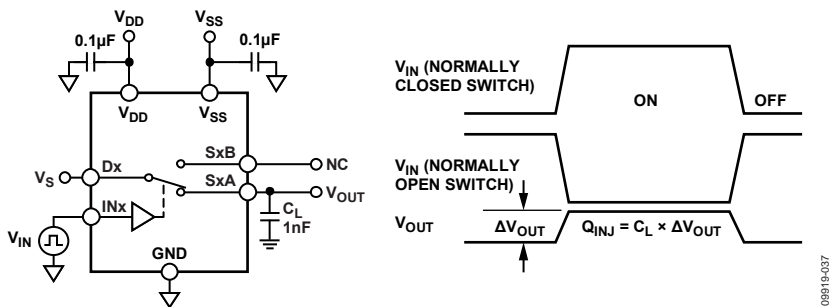 VDD
VSS
0.1µF
0.1µF
VDD
VSS
SxB
NC
VS
Dx
SxA
VOUT
INx
CL
1nF
VIN
GND
VIN (NORMALLY
CLOSED SWITCH)
ON
OFF
VIN (NORMALLY
OPEN SWITCH)
VOUT
ΔVOUT
QINJ = CL × ΔVOUT
09919-037